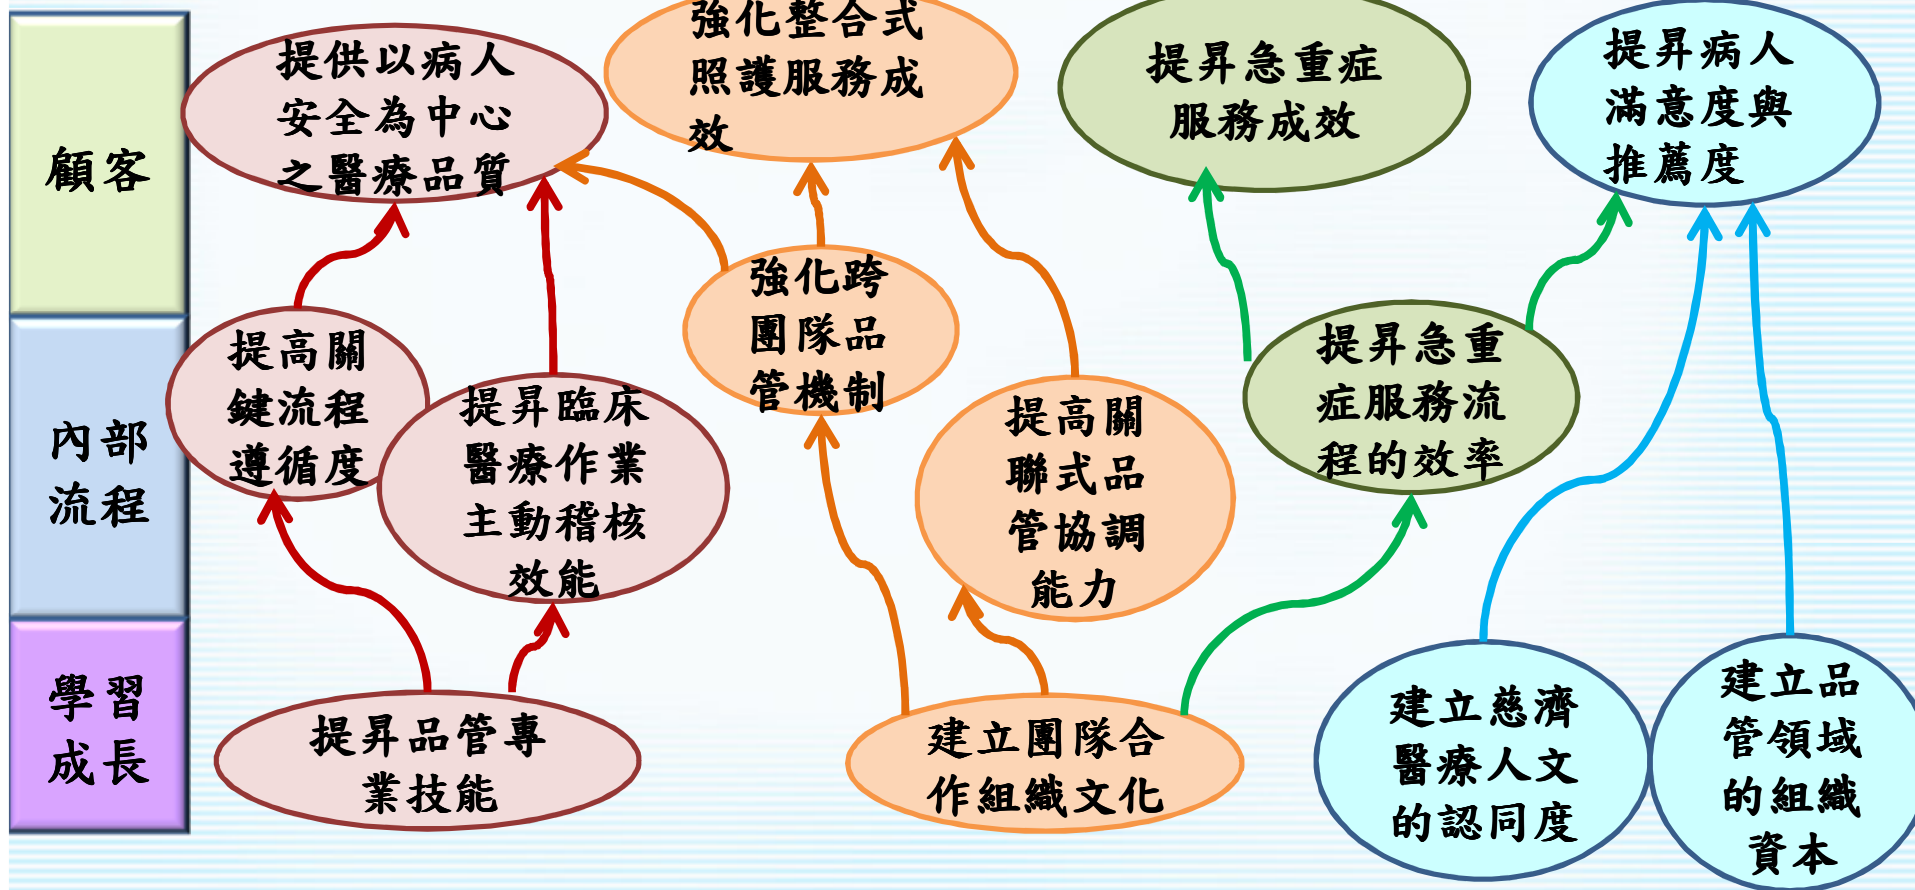 顧客
提供以病人
安全為中心
之醫療品質
強化整合式
照護服務成
效
提昇急重症
服務成效
提昇病人
滿意度與
推薦度
內部
流程
提高關
鍵流程
遵循度
提昇臨床
醫療作業
主動稽核
效能
強化跨
團隊品
管機制
提高關
聯式品
管協調
能力
提昇急重
症服務流
程的效率
學習
成長
提昇品管專
業技能
建立團隊合
作組織文化
建立慈濟
醫療人文
的認同度
建立品
管領域
的組織
資本